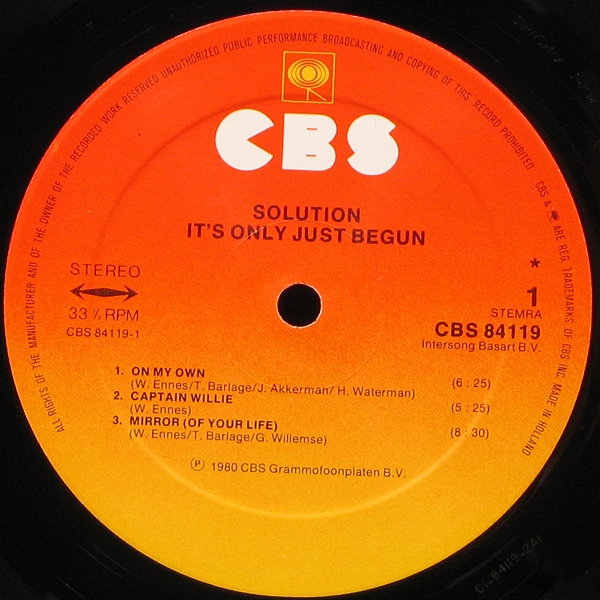 ALL RIGHTS OF THE MANUFACTURER AND OF THE OWNER OF THE RECORDED WORK RESERVED UNAUTHORIZED PUBLIC PERFORMANCE BROADCASTING AND COPYING OF THIS RECORD PROHIBITED CBS & ARE REG. TRADEMARKS OF CBS INC. MADE IN HOLLAND
CBS
SOLUTION
IT'S ONLY JUST BEGUN
STEREO
33 ⅓ RPM
CBS 84119-1
*
1
STEMRA
CBS 84119
Intersong Basart B.V.
1. ON MY OWN
(W. Ennes/T. Barlage/J. Akkerman/ H. Waterman) (6 : 25)
2. CAPTAIN WILLIE
(W. Ennes) (5 : 25)
3. MIRROR (OF YOUR LIFE)
(W. Ennes/T. Barlage/G. Willemse) (8 : 30)
Ⓟ 1980 CBS Grammofoonplaten B.V.